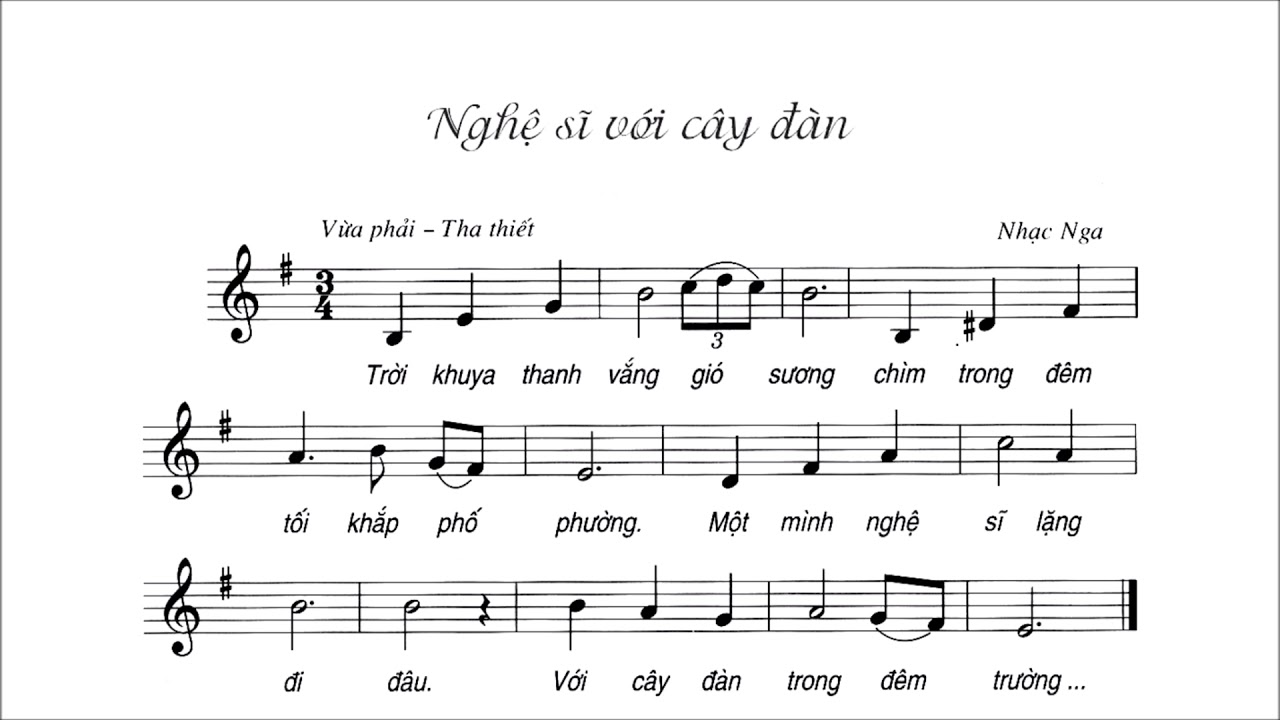 Nghệ sĩ với cây đàn
Vừa phải – Tha thiết
Nhạc Nga
3
4
3
Trời khuya thanh vắng gió sương chìm trong đêm
tối khắp phố phường. Một mình nghệ sĩ lặng
đi đâu. Với cây đàn trong đêm trường ...